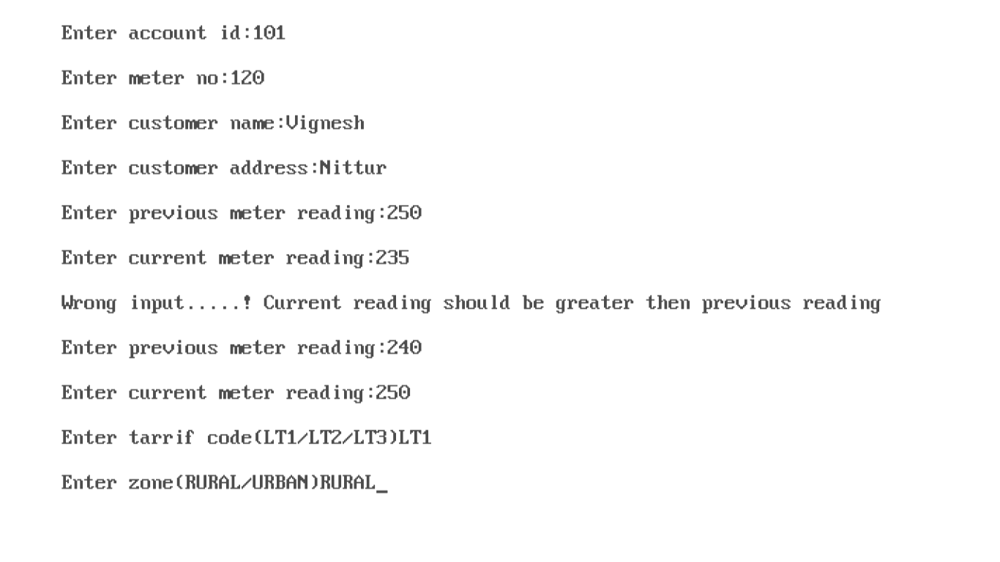 Enter account id:101
Enter meter no:120
Enter customer name:Vignesh
Enter customer address:Nittur
Enter previous meter reading:250
Enter current meter reading:235
Wrong input.....! Current reading should be greater then previous reading
Enter previous meter reading:240
Enter current meter reading:250
Enter tarrif code(LT1/LT2/LT3)LT1
Enter zone(RURAL/URBAN)RURAL_